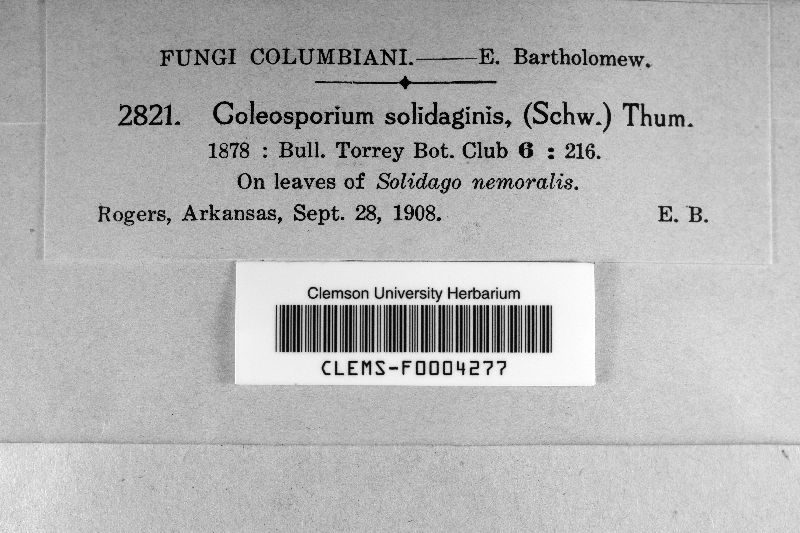 FUNGI COLUMBIANI.——E. Bartholomew.
2821. Coleosporium solidaginis, (Schw.) Thum.
1878 : Bull. Torrey Bot. Club 6 : 216.
On leaves of Solidago nemoralis.
Rogers, Arkansas, Sept. 28, 1908. E. B.
Clemson University Herbarium
CLEMS-F0004277